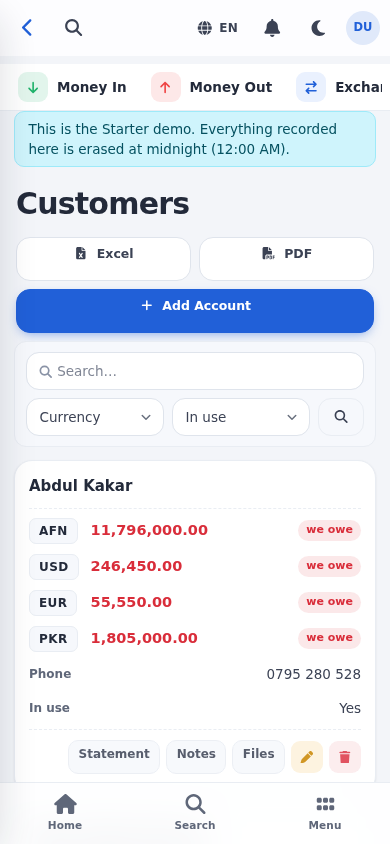 EN
DU
Money In
Money Out
Exchan
This is the Starter demo. Everything recorded
here is erased at midnight (12:00 AM).
Customers
Excel
PDF
Add Account
Search...
Currency
In use
Abdul Kakar
AFN 11,796,000.00 we owe
USD 246,450.00 we owe
EUR 55,550.00 we owe
PKR 1,805,000.00 we owe
Phone 0795 280 528
In use Yes
Statement Notes Files
Home Search Menu